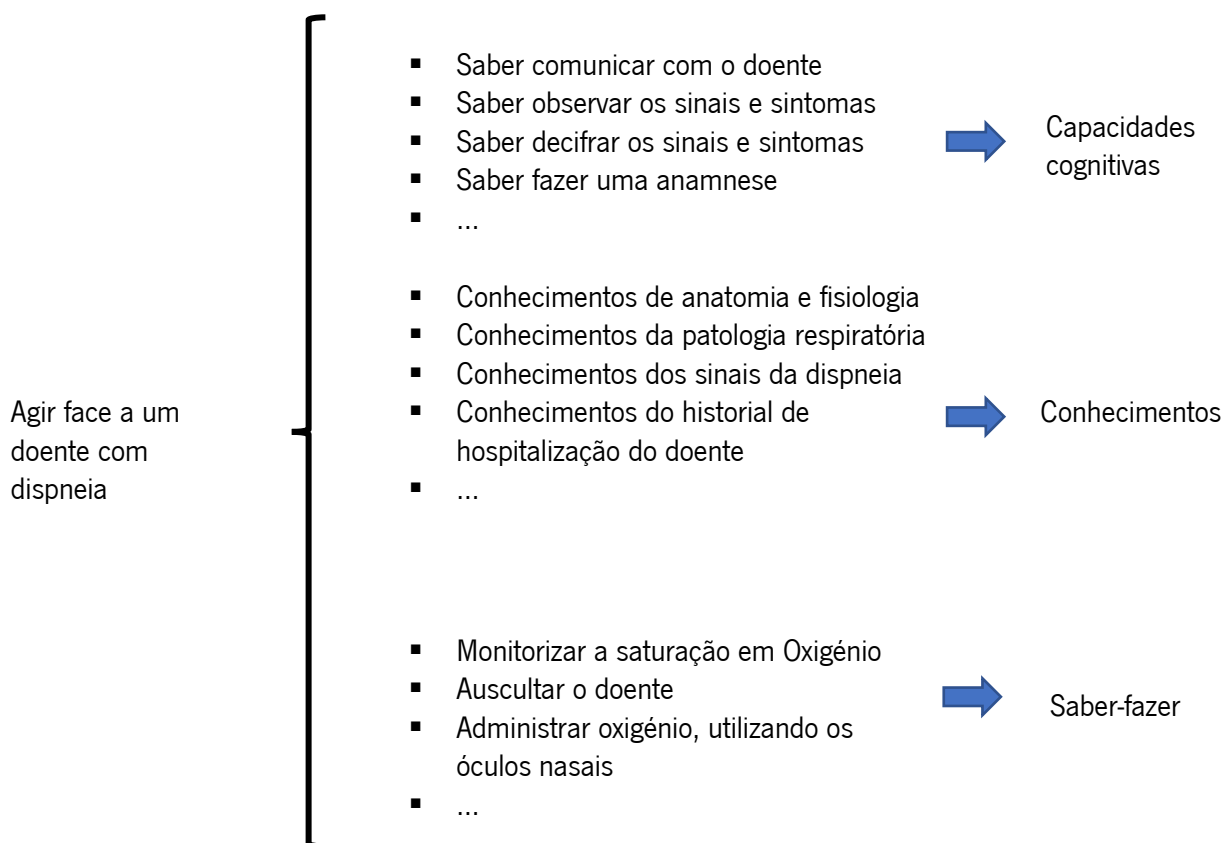 Agir face a um
doente com
dispneia
▪ Saber comunicar com o doente
▪ Saber observar os sinais e sintomas
▪ Saber decifrar os sinais e sintomas
▪ Saber fazer uma anamnese
▪ ...
Capacidades
cognitivas
▪ Conhecimentos de anatomia e fisiologia
▪ Conhecimentos da patologia respiratória
▪ Conhecimentos dos sinais da dispneia
▪ Conhecimentos do historial de
hospitalização do doente
▪ ...
Conhecimentos
▪ Monitorizar a saturação em Oxigénio
▪ Auscultar o doente
▪ Administrar oxigénio, utilizando os
óculos nasais
▪ ...
Saber-fazer